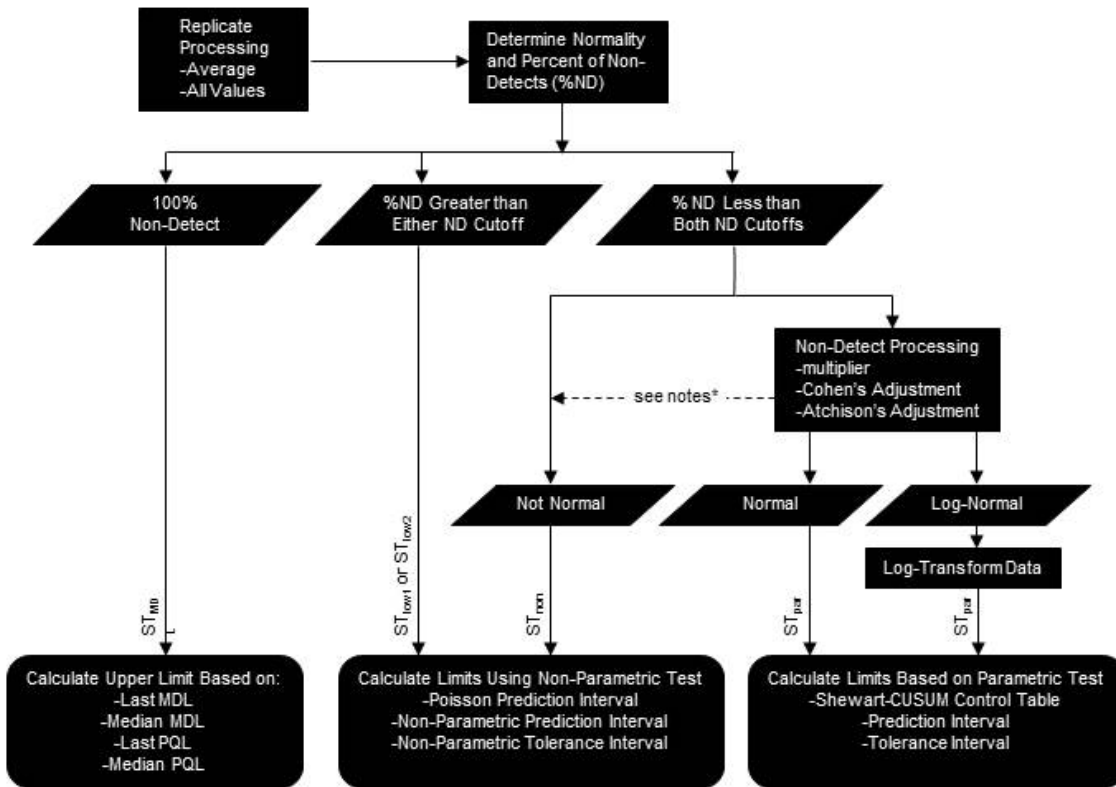 Replicate
Processing
-Average
-All Values
Determine Normality
and Percent of Non-
Detects (%ND)
100%
Non-Detect
%ND Greater than
Either ND Cutoff
% ND Less than
Both ND Cutoffs
Non-Detect Processing
-multiplier
-Cohen's Adjustment
-Atchison's Adjustment
see notes*
Not Normal
Normal
Log-Normal
Log-Transform Data
STMD
L
STlow1 or STlow2
STnon
STpar
STpar
Calculate Upper Limit Based on:
-Last MDL
-Median MDL
-Last PQL
-Median PQL
Calculate Limits Using Non-Parametric Test
-Poisson Prediction Interval
-Non-Parametric Prediction Interval
-Non-Parametric Tolerance Interval
Calculate Limits Based on Parametric Test
-Shewart-CUSUM Control Table
-Prediction Interval
-Tolerance Interval